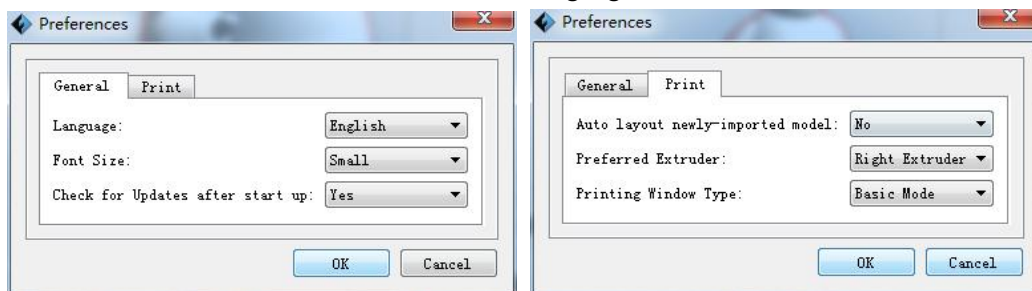 Preferences
General Print
Language: English
Font Size: Small
Check for Updates after start up: Yes
OK Cancel
Preferences
General Print
Auto layout newly-imported model: No
Preferred Extruder: Right Extruder
Printing Window Type: Basic Mode
OK Cancel